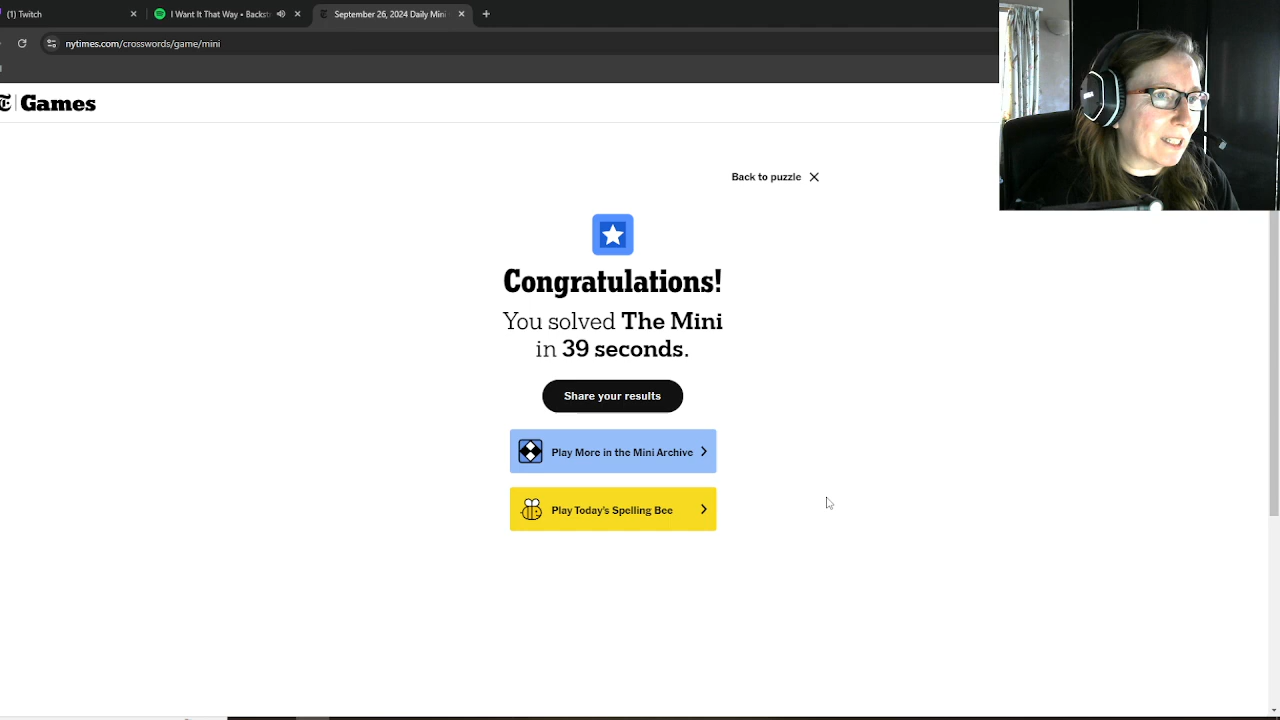 (1) Twitch
I Want It That Way • Backst
September 26, 2024 Daily Mini
nytimes.com/crosswords/game/mini
Games
Back to puzzle
Congratulations!
You solved The Mini
in 39 seconds.
Share your results
Play More in the Mini Archive
Play Today's Spelling Bee